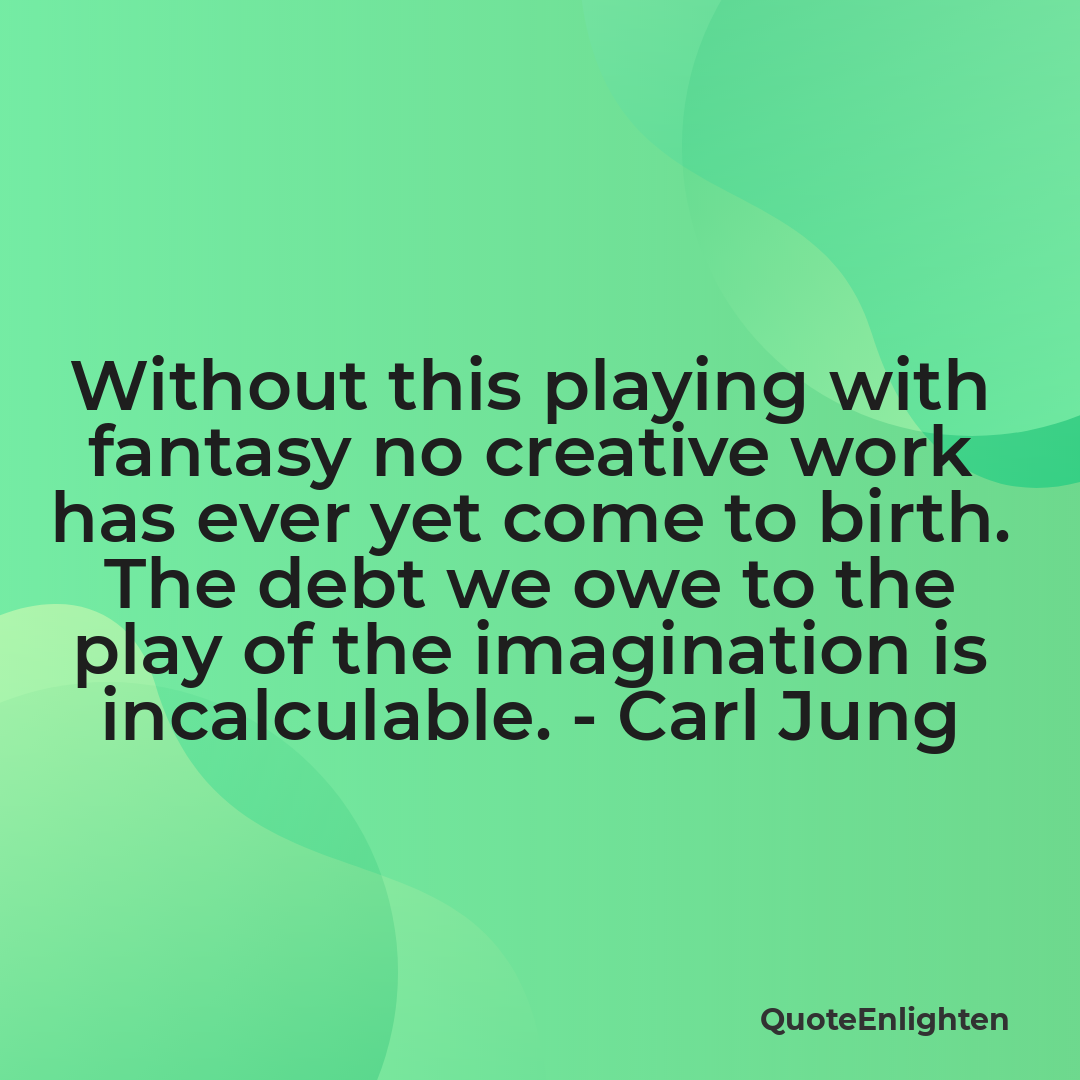 Without this playing with
fantasy no creative work
has ever yet come to birth.
The debt we owe to the
play of the imagination is
incalculable. - Carl Jung
QuoteEnlighten